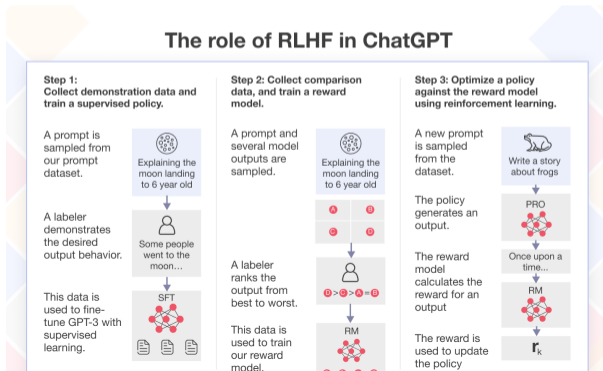 The role of RLHF in ChatGPT
Step 1:
Collect demonstration data and
train a supervised policy.
A prompt is
sampled from
our prompt
dataset.
Explaining the
moon landing
to 6 year old
A labeler
demonstrates
the desired
output behavior.
Some people
went to the
moon...
This data is
used to fine-
tune GPT-3 with
supervised
learning.
SFT
Step 2: Collect comparison
data, and train a reward
model.
A prompt and
several model
outputs are
sampled.
Explaining the
moon landing
to 6 year old
A B
C D
A labeler
ranks the
output from
best to worst.
D>C>A=B
This data is
used to train
our reward
model.
RM
Step 3: Optimize a policy
against the reward model
using reinforcement learning.
A new prompt
is sampled
from the
dataset.
Write a story
about frogs
The policy
generates an
output.
PRO
Once upon a
time...
The reward
model
calculates the
reward for an
output
RM
The reward is
used to update
the policy
rk